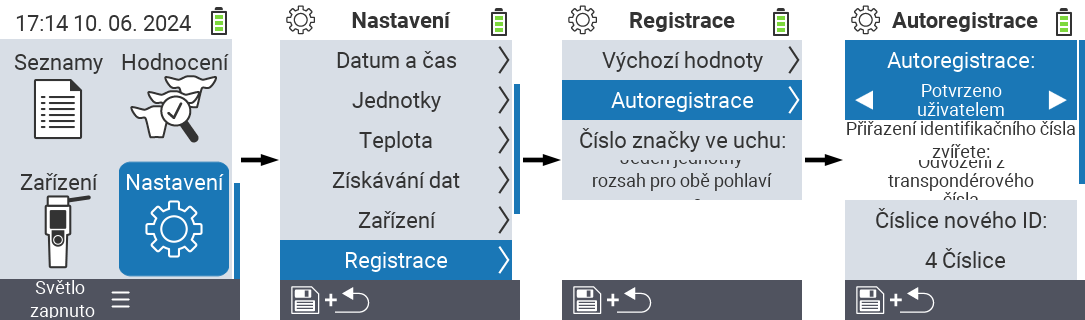 17:14 10. 06. 2024
Seznamy Hodnocení
Zařízení Nastavení
Světlo
zapnuto
Nastavení
Datum a čas
Jednotky
Teplota
Získávání dat
Zařízení
Registrace
Registrace
Výchozí hodnoty
Autoregistrace
Číslo značky ve uchu:
Jeden jednotný
rozsah pro obě pohlaví
Autoregistrace
Autoregistrace:
Potvrzeno
uživatelem
Přiřazení identifikačního čísla
zvířete:
Odvození z
transpondérového
čísla
Číslice nového ID:
4 Číslice